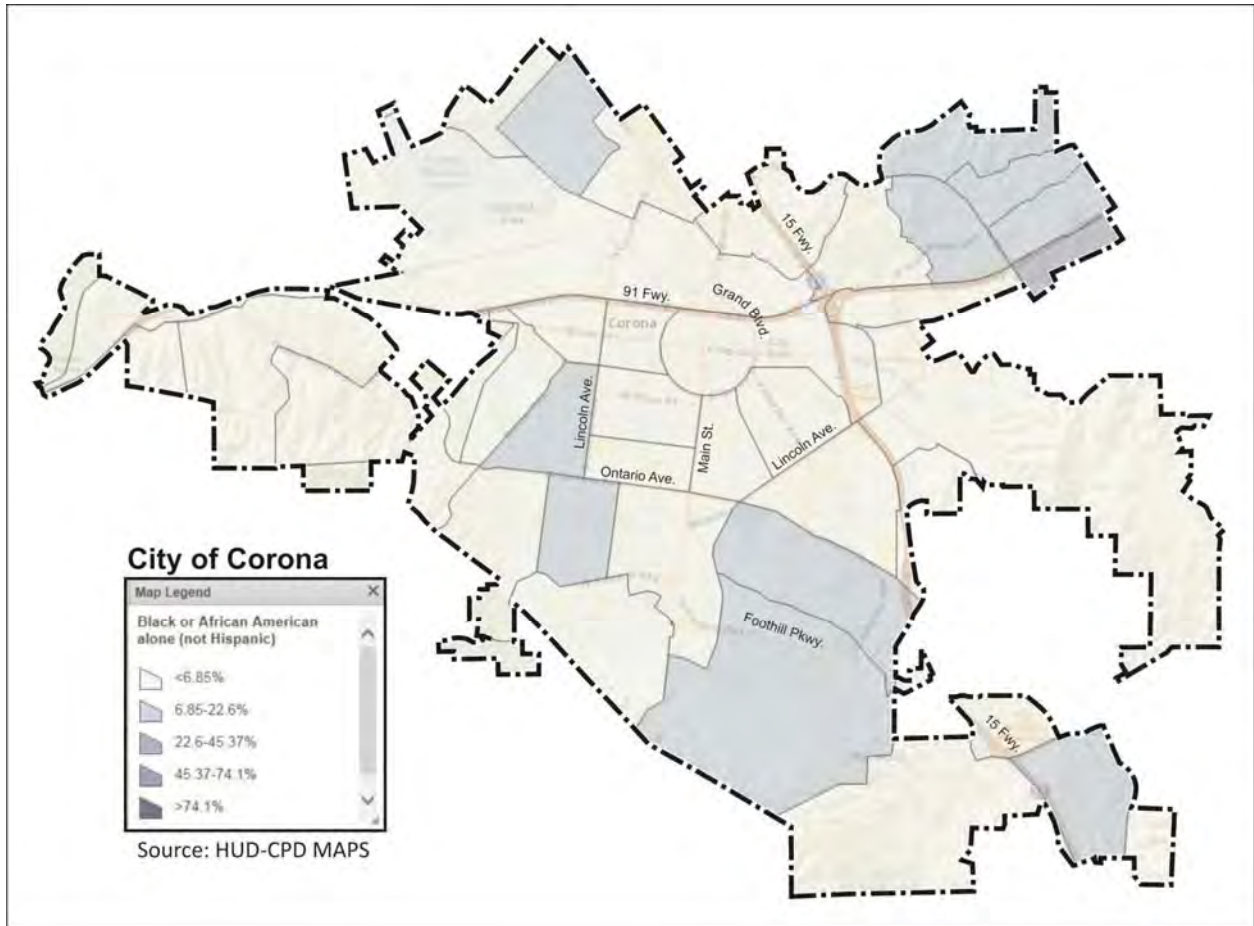 15 Fwy.
91 Fwy.
Grand Blvd.
Corona
Lincoln Ave.
Main St.
Lincoln Ave.
Ontario Ave.
Foothill Pkwy.
15 Fwy.
City of Corona
Map Legend
Black or African American
alone (not Hispanic)
<6.85%
6.85-22.6%
22.6-45.37%
45.37-74.1%
>74.1%
Source: HUD-CPD MAPS